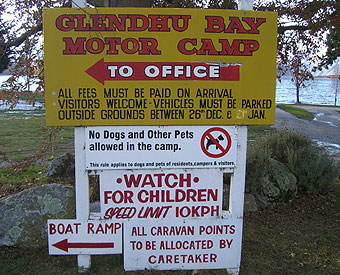 GLENDHU BAY
MOTOR CAMP
TO OFFICE
ALL FEES MUST BE PAID ON ARRIVAL
VISITORS WELCOME - VEHICLES MUST BE PARKED
OUTSIDE GROUNDS BETWEEN 26TH DEC. & JAN.
No Dogs and Other Pets
allowed in the camp.
This rule applies to dogs and pets of residents, campers & visitors.
• WATCH •
FOR CHILDREN
SPEED LIMIT 10KPH
BOAT RAMP
ALL CARAVAN POINTS
TO BE ALLOCATED BY
CARETAKER